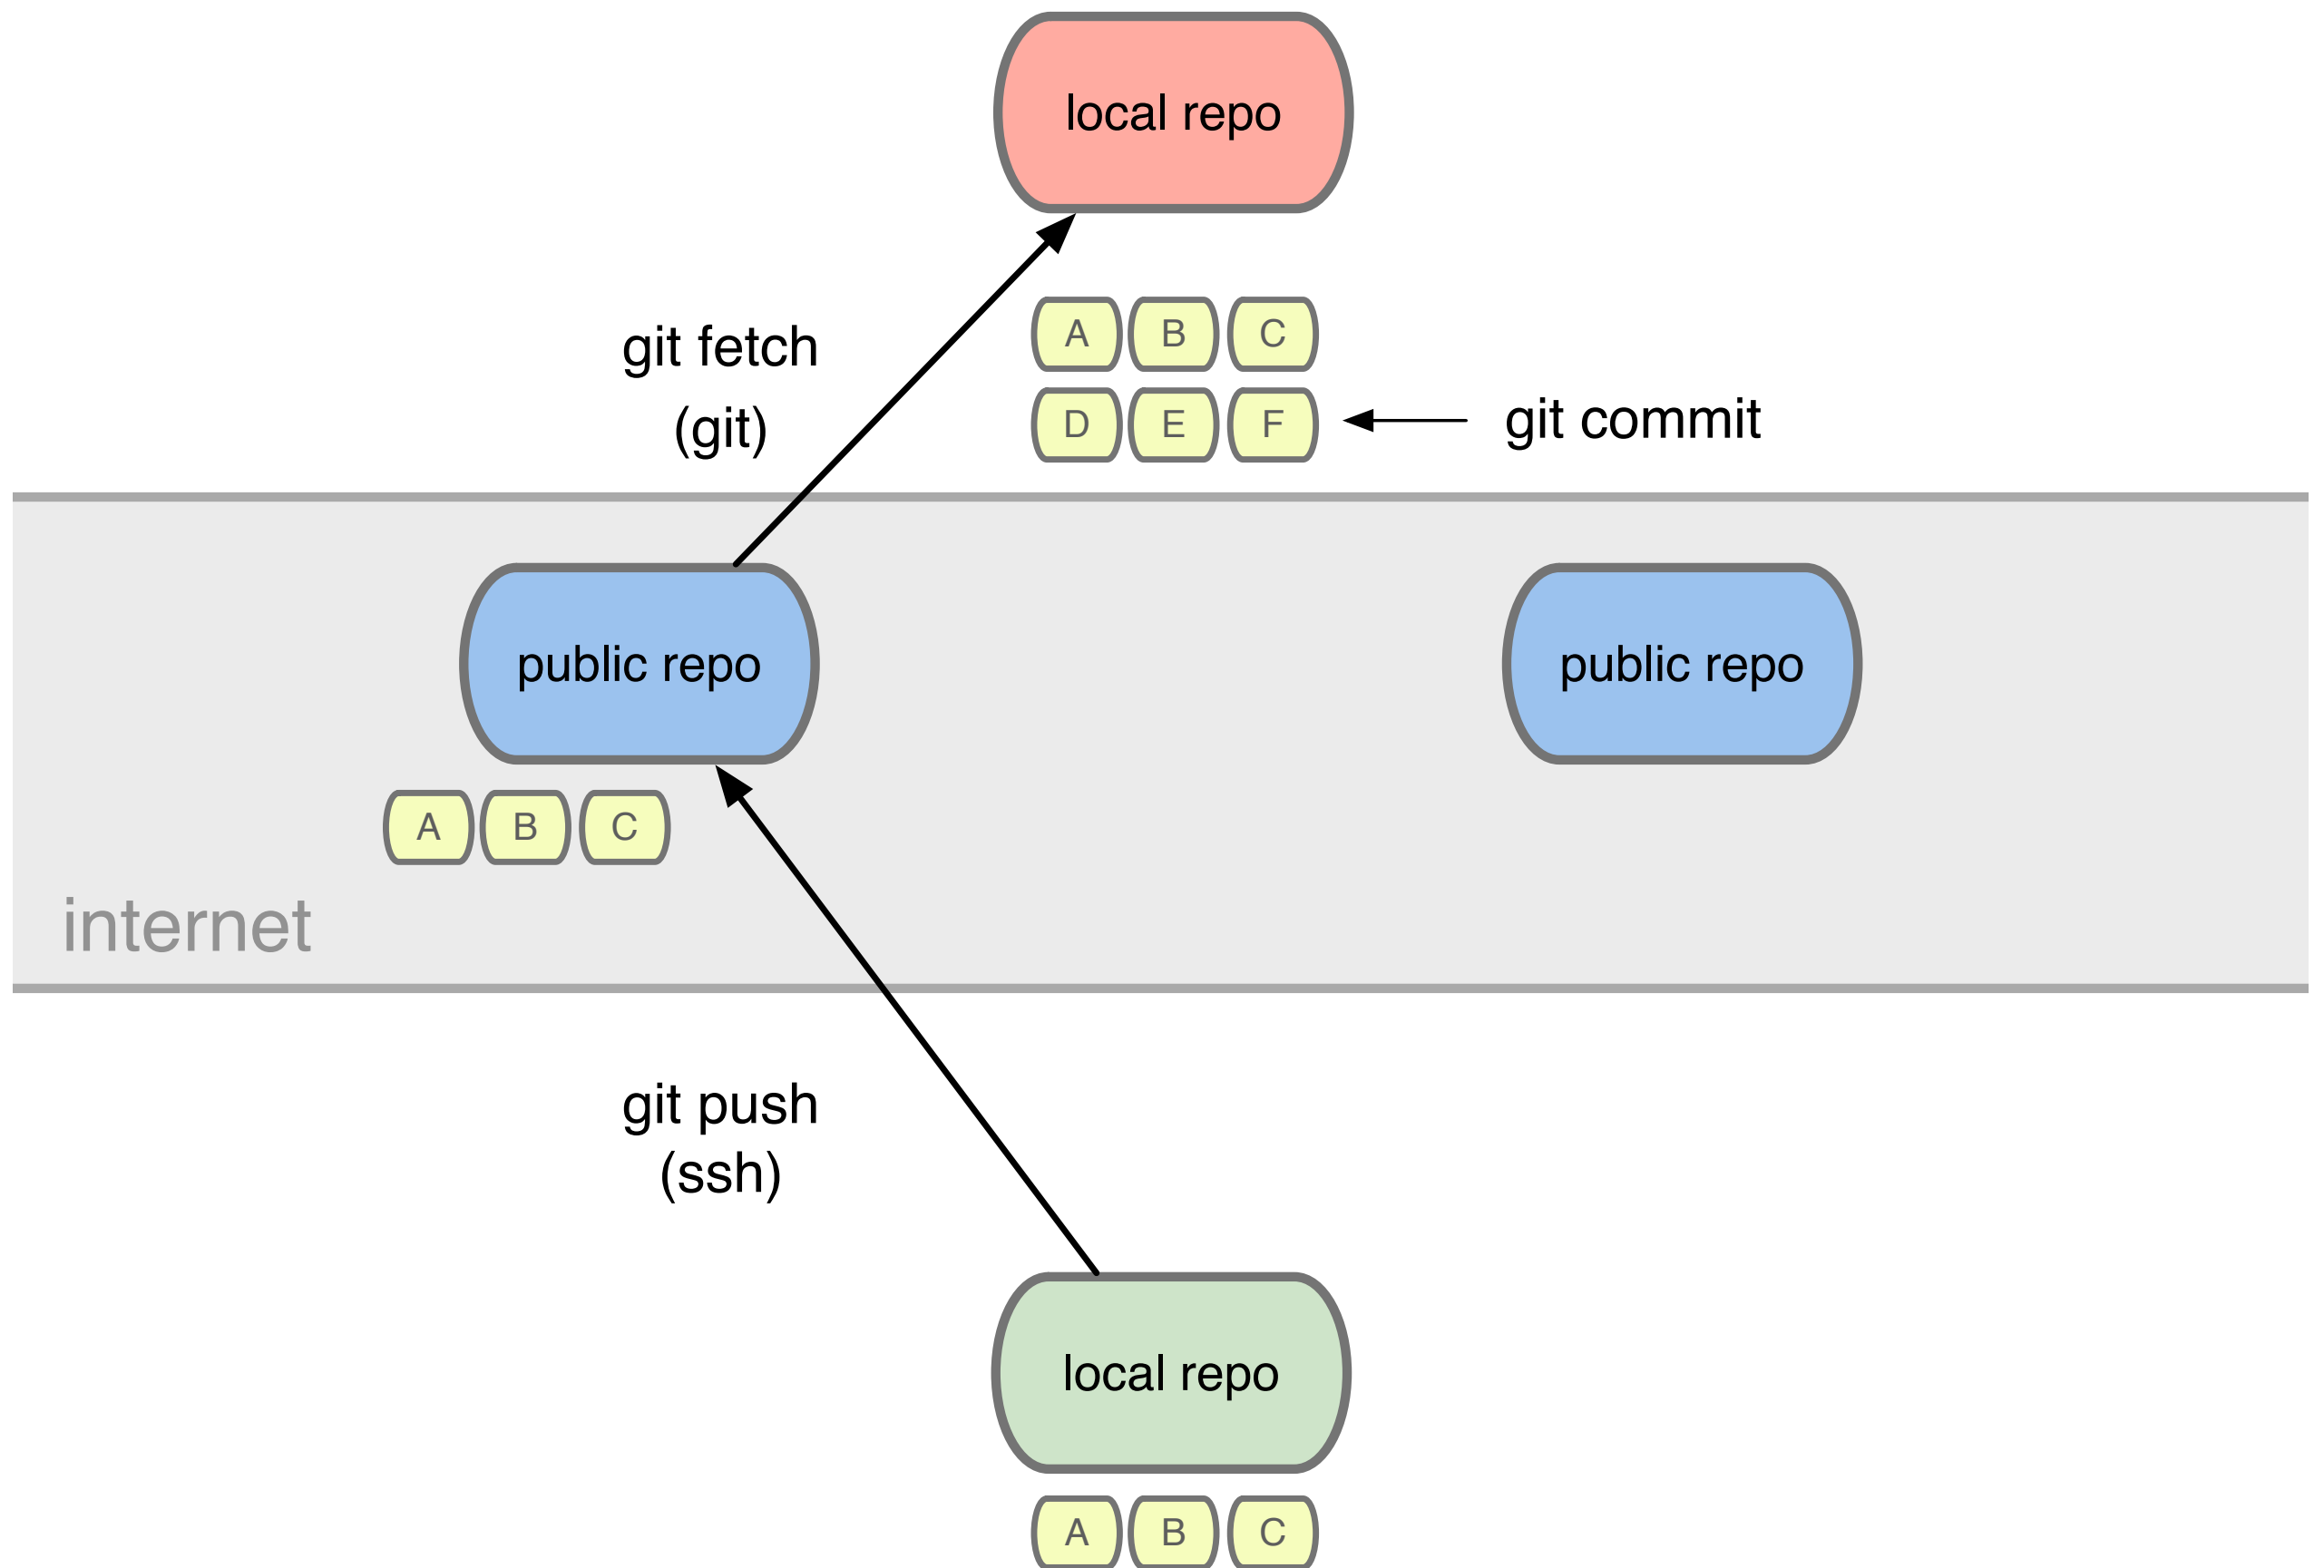 local repo
git fetch
(git)
A B C
D E F
git commit
public repo
public repo
A B C
internet
git push
(ssh)
local repo
A B C